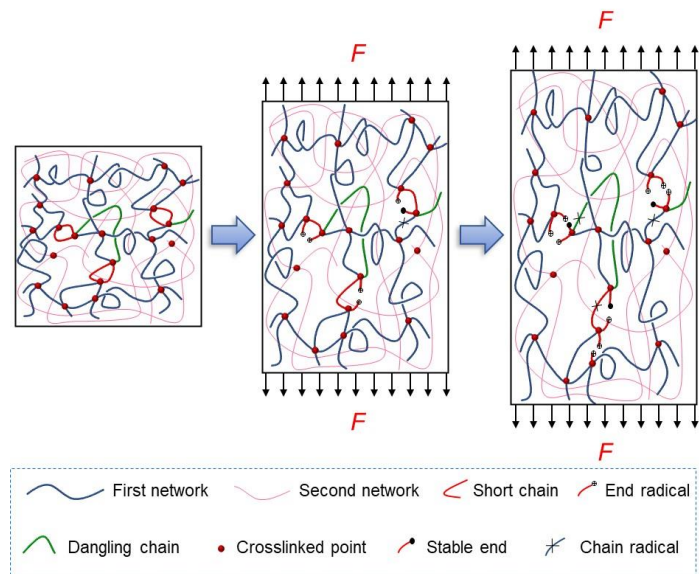 F
F
F
F
First network
Second network
Short chain
End radical
Dangling chain
Crosslinked point
Stable end
Chain radical